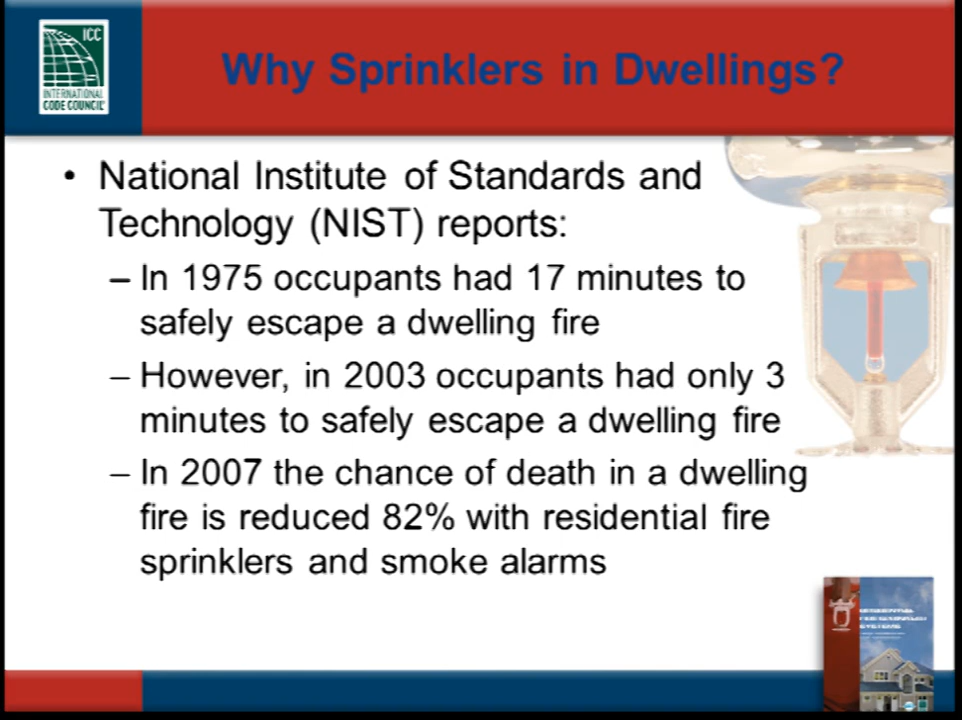 ICC
INTERNATIONAL
CODE COUNCIL
Why Sprinklers in Dwellings?
• National Institute of Standards and
Technology (NIST) reports:
– In 1975 occupants had 17 minutes to
safely escape a dwelling fire
– However, in 2003 occupants had only 3
minutes to safely escape a dwelling fire
– In 2007 the chance of death in a dwelling
fire is reduced 82% with residential fire
sprinklers and smoke alarms
RESIDENTIAL
SYSTEMS